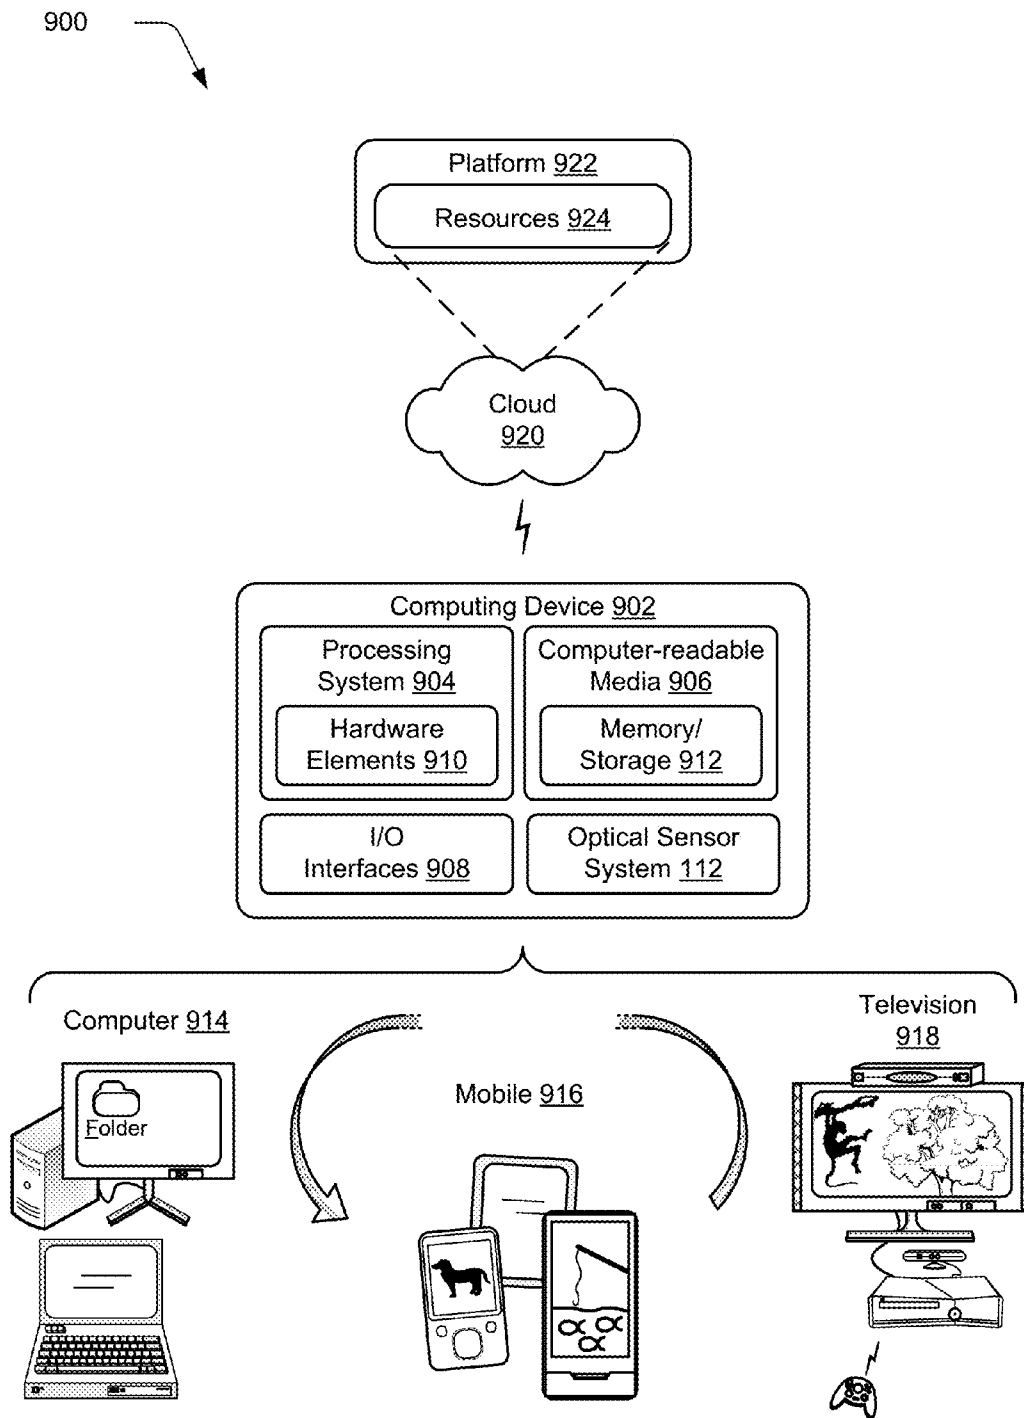 900
Platform 922
Resources 924
Cloud
920
Computing Device 902
Processing
System 904
Hardware
Elements 910
Computer-readable
Media 906
Memory/
Storage 912
I/O
Interfaces 908
Optical Sensor
System 112
Computer 914
Folder
Mobile 916
Television
918